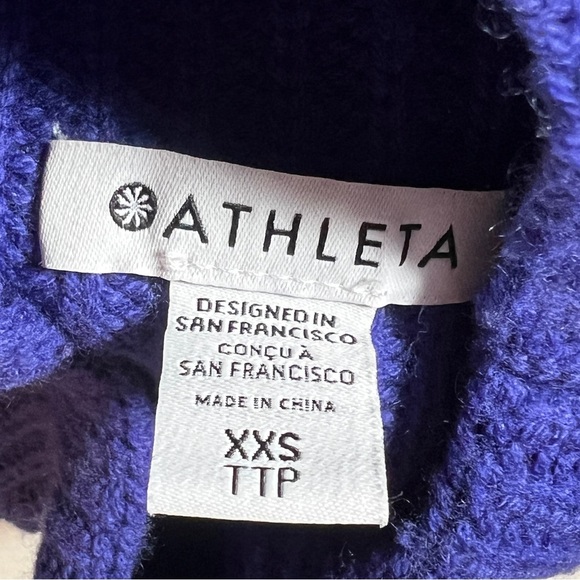 ATHLETA
DESIGNED IN
SAN FRANCISCO
CONÇU À
SAN FRANCISCO
MADE IN CHINA
XXS
TTP